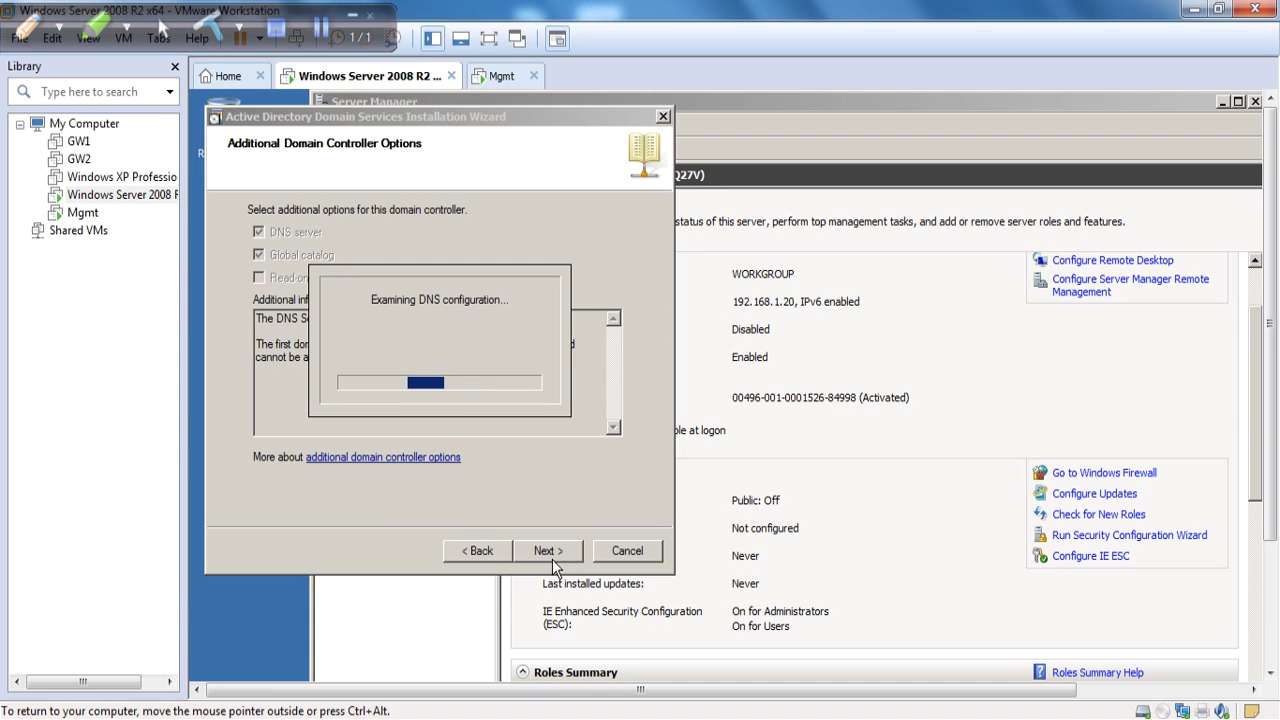 Windows Server 2008 R2 x64 - VMware Workstation
File Edit View VM Tabs Help
1 / 1
Library
Type here to search
My Computer
GW1
GW2
Windows XP Professio
Windows Server 2008 R
Mgmt
Shared VMs
Home
Windows Server 2008 R2 ...
Mgmt
Server Manager
Active Directory Domain Services Installation Wizard
Additional Domain Controller Options
Select additional options for this domain controller.
DNS server
Global catalog
Read-on
Additional inf
The DNS S
The first dom
cannot be a
Examining DNS configuration...
More about additional domain controller options
< Back
Next >
Cancel
Q27V)
status of this server, perform top management tasks, and add or remove server roles and features.
WORKGROUP
192.168.1.20, IPv6 enabled
Disabled
Enabled
00496-001-0001526-84998 (Activated)
ole at logon
Configure Remote Desktop
Configure Server Manager Remote
Management
Public: Off
Not configured
Never
Last installed updates:
Never
IE Enhanced Security Configuration
(ESC):
On for Administrators
On for Users
Go to Windows Firewall
Configure Updates
Check for New Roles
Run Security Configuration Wizard
Configure IE ESC
Roles Summary
Roles Summary Help
To return to your computer, move the mouse pointer outside or press Ctrl+Alt.